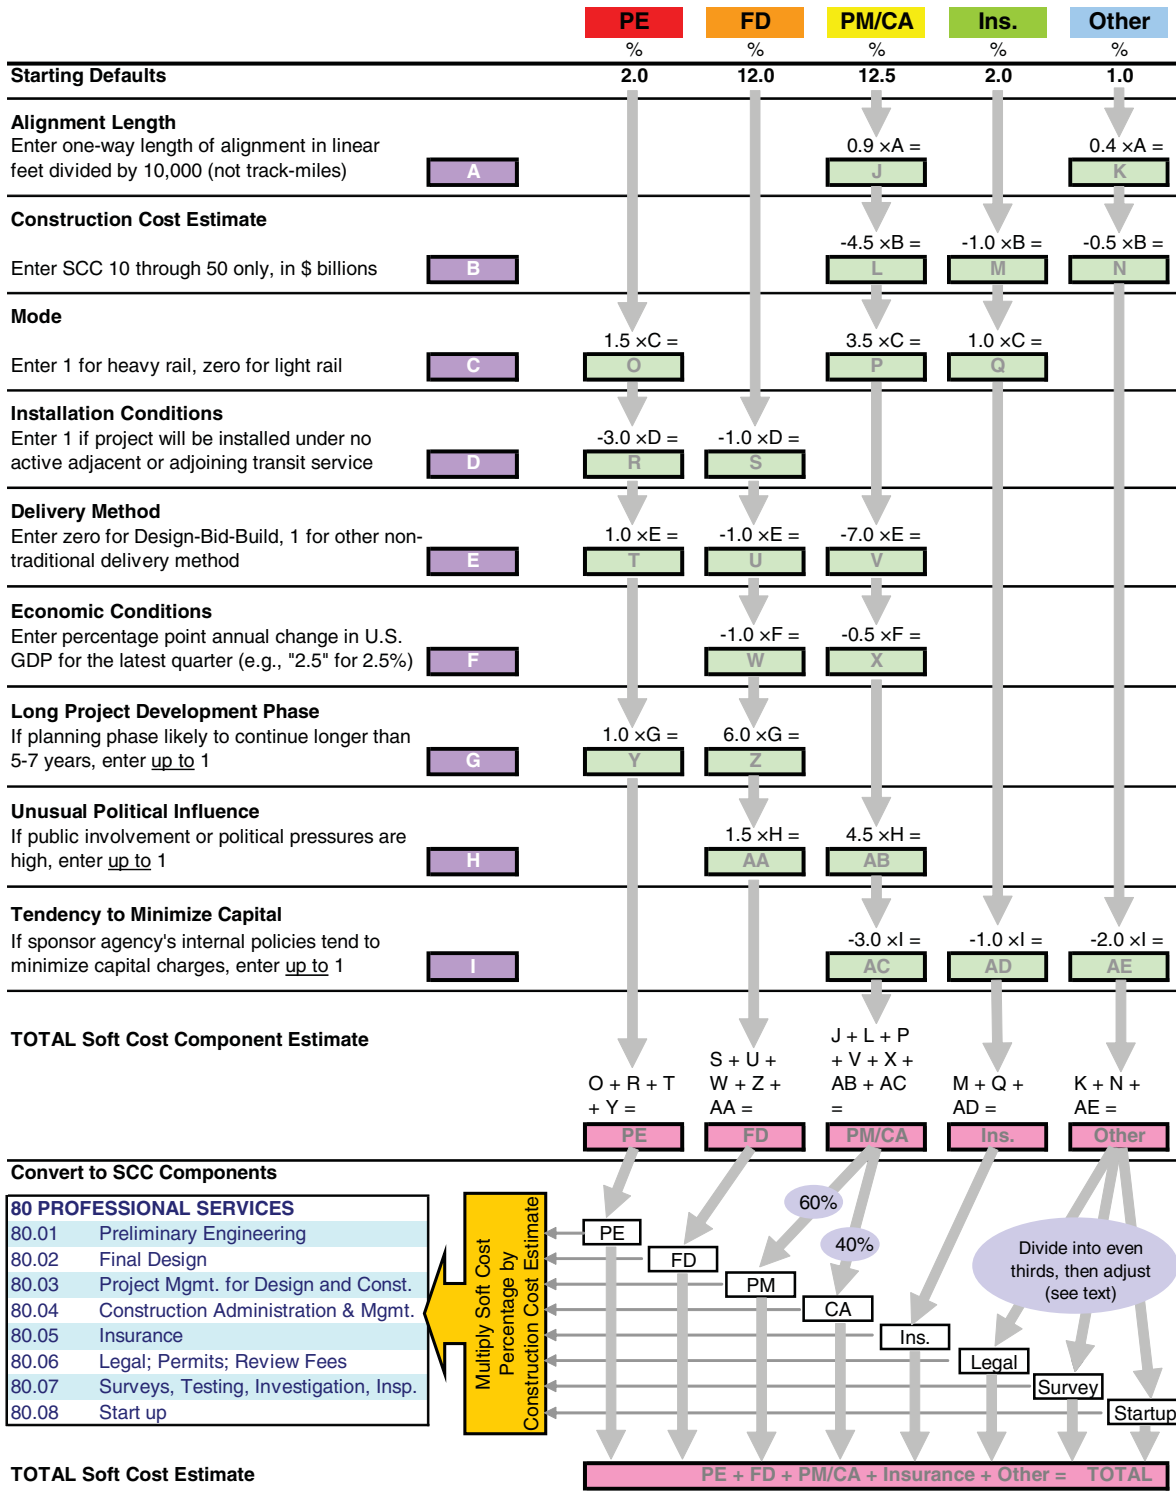 PE FD PM/CA Ins. Other
% % % % %
Starting Defaults 2.0 12.0 12.5 2.0 1.0
Alignment Length
Enter one-way length of alignment in linear 0.9 ×A = 0.4 ×A =
feet divided by 10,000 (not track-miles) A J K
Construction Cost Estimate
-4.5 ×B = -1.0 ×B = -0.5 ×B =
Enter SCC 10 through 50 only, in $ billions B L M N
Mode
1.5 ×C = 3.5 ×C = 1.0 ×C =
Enter 1 for heavy rail, zero for light rail C O P Q
Installation Conditions
Enter 1 if project will be installed under no -3.0 ×D = -1.0 ×D =
active adjacent or adjoining transit service D R S
Delivery Method
Enter zero for Design-Bid-Build, 1 for other non- 1.0 ×E = -1.0 ×E = -7.0 ×E =
traditional delivery method E T U V
Economic Conditions
Enter percentage point annual change in U.S. -1.0 ×F = -0.5 ×F =
GDP for the latest quarter (e.g., "2.5" for 2.5%) F W X
Long Project Development Phase
If planning phase likely to continue longer than 1.0 ×G = 6.0 ×G =
5-7 years, enter up to 1 G Y Z
Unusual Political Influence
If public involvement or political pressures are 1.5 ×H = 4.5 ×H =
high, enter up to 1 H AA AB
Tendency to Minimize Capital
If sponsor agency's internal policies tend to -3.0 ×I = -1.0 ×I = -2.0 ×I =
minimize capital charges, enter up to 1 I AC AD AE
TOTAL Soft Cost Component Estimate
O + R + T
+ Y =
PE
S + U +
W + Z +
AA =
FD
J + L + P
+ V + X +
AB + AC
=
PM/CA
M + Q +
AD =
Ins.
K + N +
AE =
Other
Convert to SCC Components
80 PROFESSIONAL SERVICES
80.01 Preliminary Engineering
80.02 Final Design
80.03 Project Mgmt. for Design and Const.
80.04 Construction Administration & Mgmt.
80.05 Insurance
80.06 Legal; Permits; Review Fees
80.07 Surveys, Testing, Investigation, Insp.
80.08 Start up
Multiply Soft Cost
Percentage by
Construction Cost Estimate
60%
40%
Divide into even
thirds, then adjust
(see text)
PE
FD
PM
CA
Ins.
Legal
Survey
Startup
TOTAL Soft Cost Estimate PE + FD + PM/CA + Insurance + Other = TOTAL